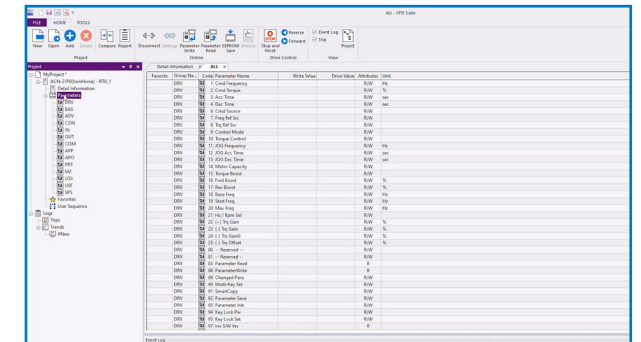 ALL - VFD Suite
FILE HOME TOOLS
New Open Add Delete Compare Report Disconnect Settings Parameter Write Parameter Read EEPROM Save Stop and Reset Reverse Forward Event Log Trip Project
Project Online Drive Control View
Project Detail Information ALL
Favorite Group Na... Code Parameter Name Write Value Drive Value Attributes Unit
MyProject*
Detail Information
Parameters
DRV
BAS
ADV
CON
IN
OUT
COM
APP
APO
PRT
M2
USS
USF
SPS
Favorites
User Sequence
Logs
Trips
Trends
#New
DRV 1 Cmd Frequency R/W Hz
DRV 2 Cmd Torque R/W %
DRV 3 Acc Time R/W sec
DRV 4 Dec Time R/W sec
DRV 6 Cmd Source R/W
DRV 7 Freq Ref Src R/W
DRV 8 Trq Ref Src R/W
DRV 9 Control Mode R/W
DRV 10 Torque Control R/W
DRV 11 JOG Frequency R/W Hz
DRV 12 JOG Acc Time R/W sec
DRV 13 JOG Dec Time R/W sec
DRV 14 Motor Capacity R/W
DRV 15 Torque Boost R/W
DRV 16 Fwd Boost R/W %
DRV 17 Rev Boost R/W %
DRV 18 Base Freq R/W Hz
DRV 19 Start Freq R/W Hz
DRV 20 Max Freq R/W Hz
DRV 21 Hz / Rpm Sel R/W
DRV 22 (+) Trq Gain R/W %
DRV 23 (-) Trq Gain R/W %
DRV 24 (-) Trq Gain0 R/W %
DRV 25 (-) Trq Offset R/W %
DRV 80 -- Reserved -- R/W
DRV 81 -- Reserved -- R/W
DRV 85 Parameter Read R
DRV 86 ParameterWrite R
DRV 89 Changed Para R/W
DRV 90 Multi-Key Sel R/W
DRV 91 SmartCopy R/W
DRV 92 Parameter Save R/W
DRV 93 Parameter Init R/W
DRV 94 Key Lock Pw R/W
DRV 95 Key Lock Set R/W
DRV 97 Inv S/W Ver R
Event Log